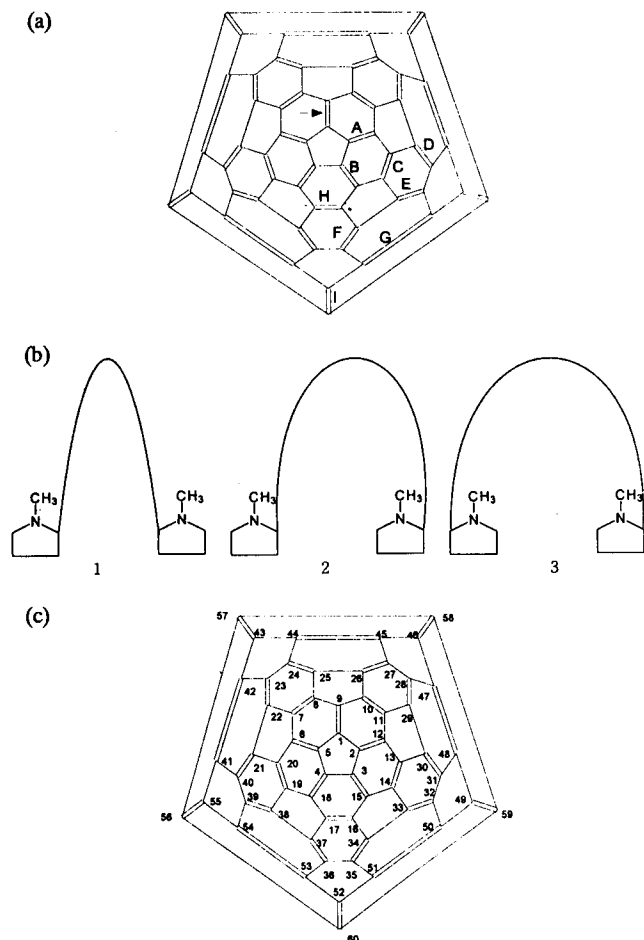 (a)
A
D
B C
E
H
F G
I
(b)
CH3 CH3 CH3 CH3 CH3 CH3
N N N N N N
1 2 3
(c)
57 58
43 44 45 46
24 25 26 27
42 23 28 47
22 8 9 10 29
7 11
6 1 12
5 2 13
41 21 20 4 3 30 48
40 19 14 31
39 16 15 32
55 38 33 49
56 54 17 18 50 59
37 34
53 36 35 51
52
60